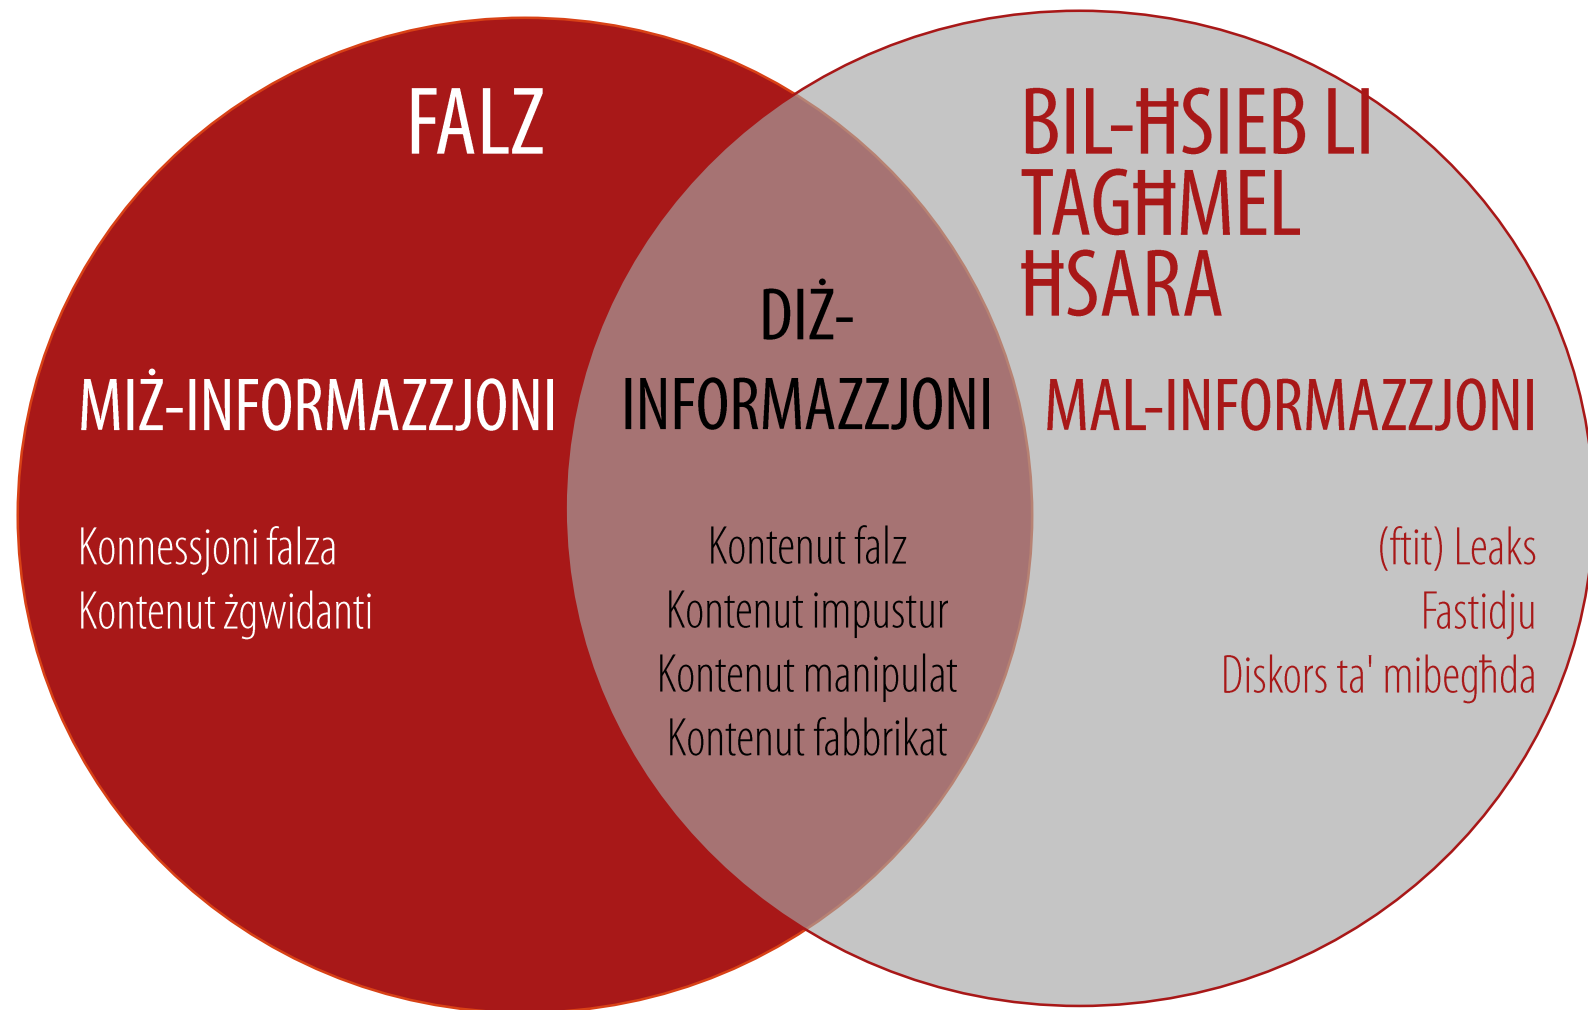 FALZ
MIŻ-INFORMAZZJONI
Konnessjoni falza
Kontenut żgwidanti
DIŻ-
INFORMAZZJONI
Kontenut falz
Kontenut impustur
Kontenut manipulat
Kontenut fabbrikat
BIL-ĦSIEB LI
TAGĦMEL
ĦSARA
MAL-INFORMAZZJONI
(ftit) Leaks
Fastidju
Diskors ta' mibegħda